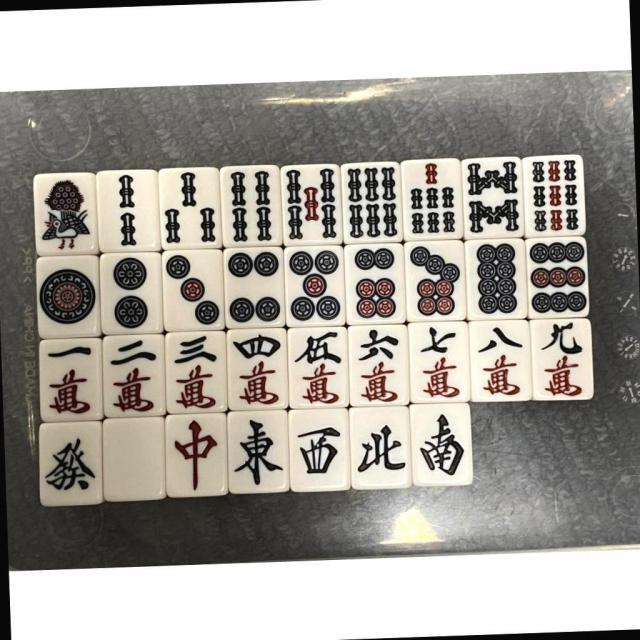 一 二 三 四 伍 六 七 八 九
萬 萬 萬 萬 萬 萬 萬 萬 萬
發 中 東 西 北 南